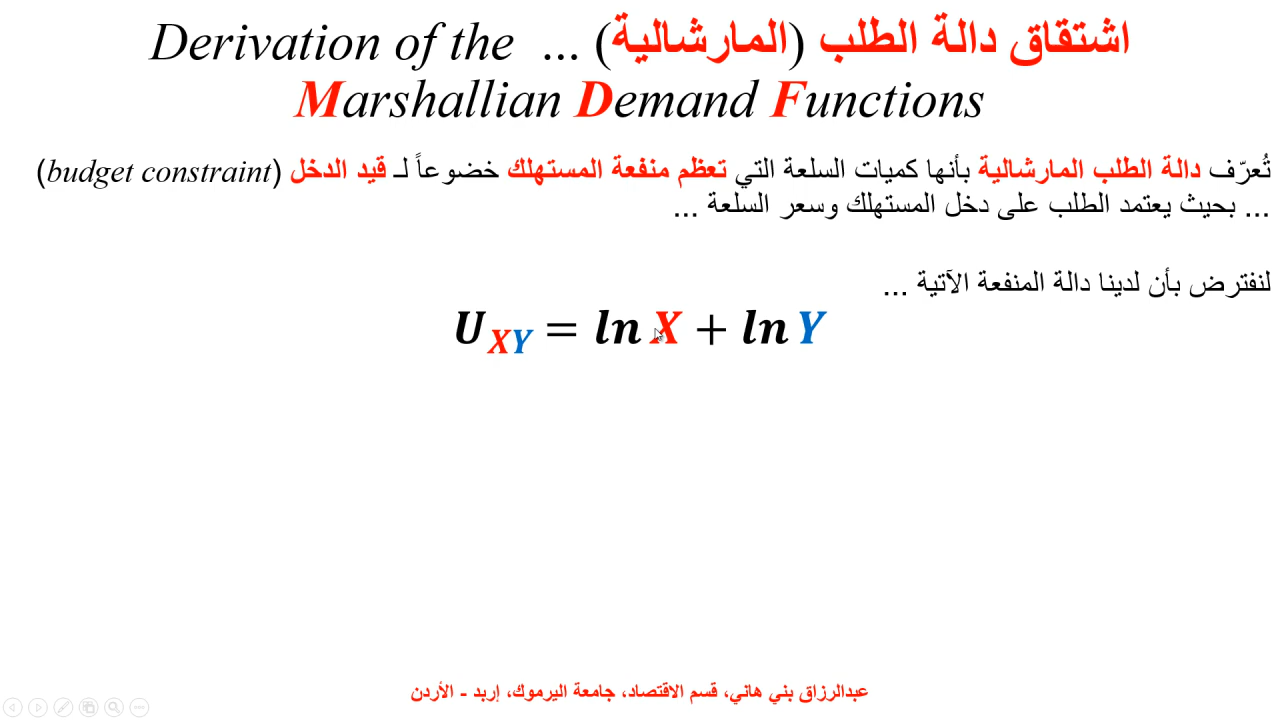 اشتقاق دالة الطلب (المارشالية) ... Derivation of the
Marshallian Demand Functions
تُعرّف دالة الطلب المارشالية بأنها كميات السلعة التي تعظم منفعة المستهلك خضوعاً لـ قيد الدخل (budget constraint)
... بحيث يعتمد الطلب على دخل المستهلك وسعر السلعة ...
لنفترض بأن لدينا دالة المنفعة الآتية ...
U_{XY} = ln X + ln Y
عبدالرزاق بني هاني، قسم الاقتصاد، جامعة اليرموك، إربد - الأردن